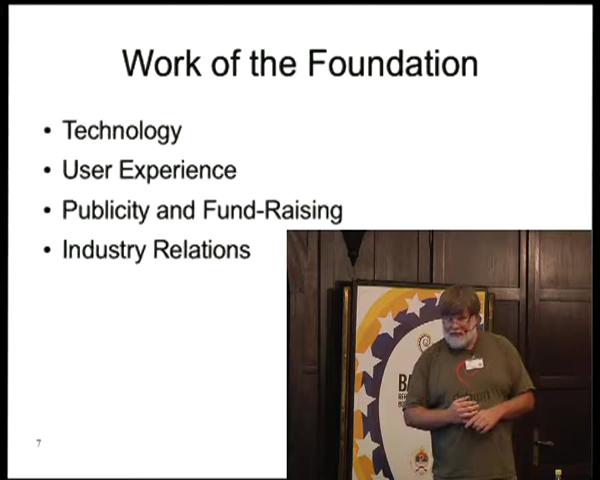 Work of the Foundation
• Technology
• User Experience
• Publicity and Fund-Raising
• Industry Relations
7